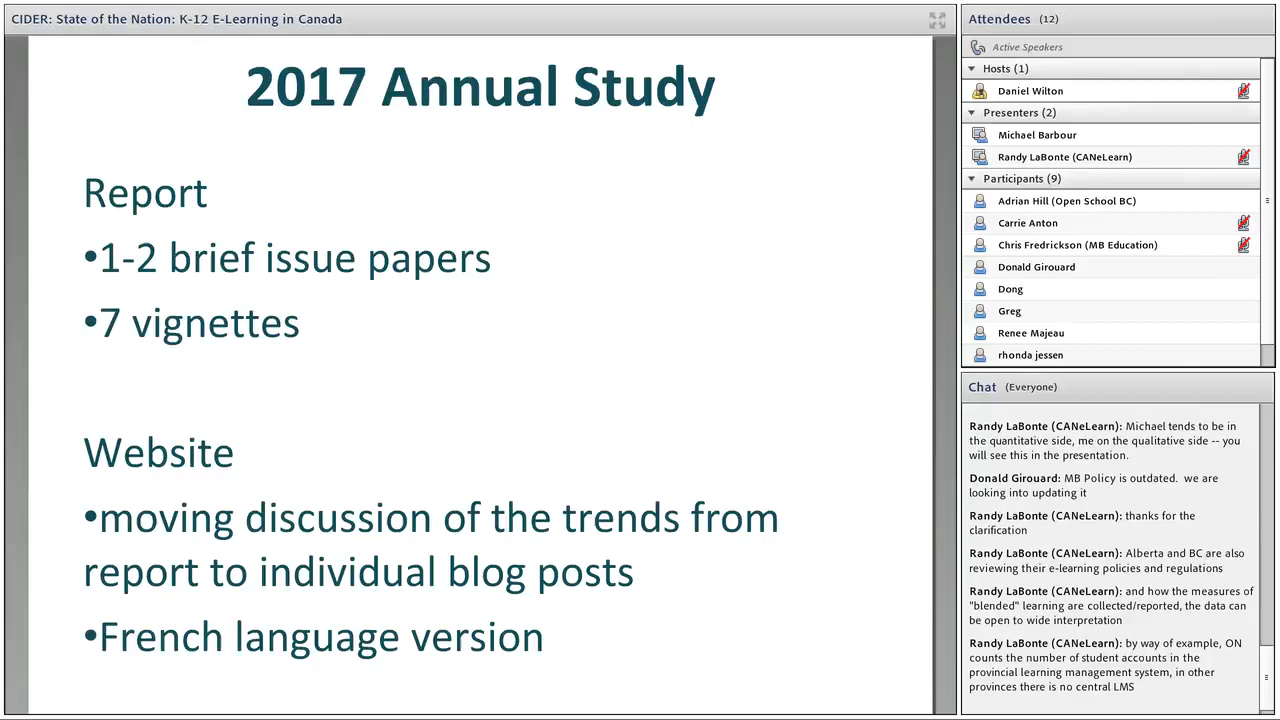 CIDER: State of the Nation: K-12 E-Learning in Canada
2017 Annual Study
Report
•1-2 brief issue papers
•7 vignettes
Website
•moving discussion of the trends from
report to individual blog posts
•French language version
Attendees (12)
Active Speakers
Hosts (1)
Daniel Wilton
Presenters (2)
Michael Barbour
Randy LaBonte (CANeLearn)
Participants (9)
Adrian Hill (Open School BC)
Carrie Anton
Chris Fredrickson (MB Education)
Donald Girouard
Dong
Greg
Renee Majeau
rhonda jessen
Chat (Everyone)
Randy LaBonte (CANeLearn): Michael tends to be in
the quantitative side, me on the qualitative side -- you
will see this in the presentation.
Donald Girouard: MB Policy is outdated. we are
looking into updating it
Randy LaBonte (CANeLearn): thanks for the
clarification
Randy LaBonte (CANeLearn): Alberta and BC are also
reviewing their e-learning policies and regulations
Randy LaBonte (CANeLearn): and how the measures of
"blended" learning are collected/reported, the data can
be open to wide interpretation
Randy LaBonte (CANeLearn): by way of example, ON
counts the number of student accounts in the
provincial learning management system, in other
provinces there is no central LMS